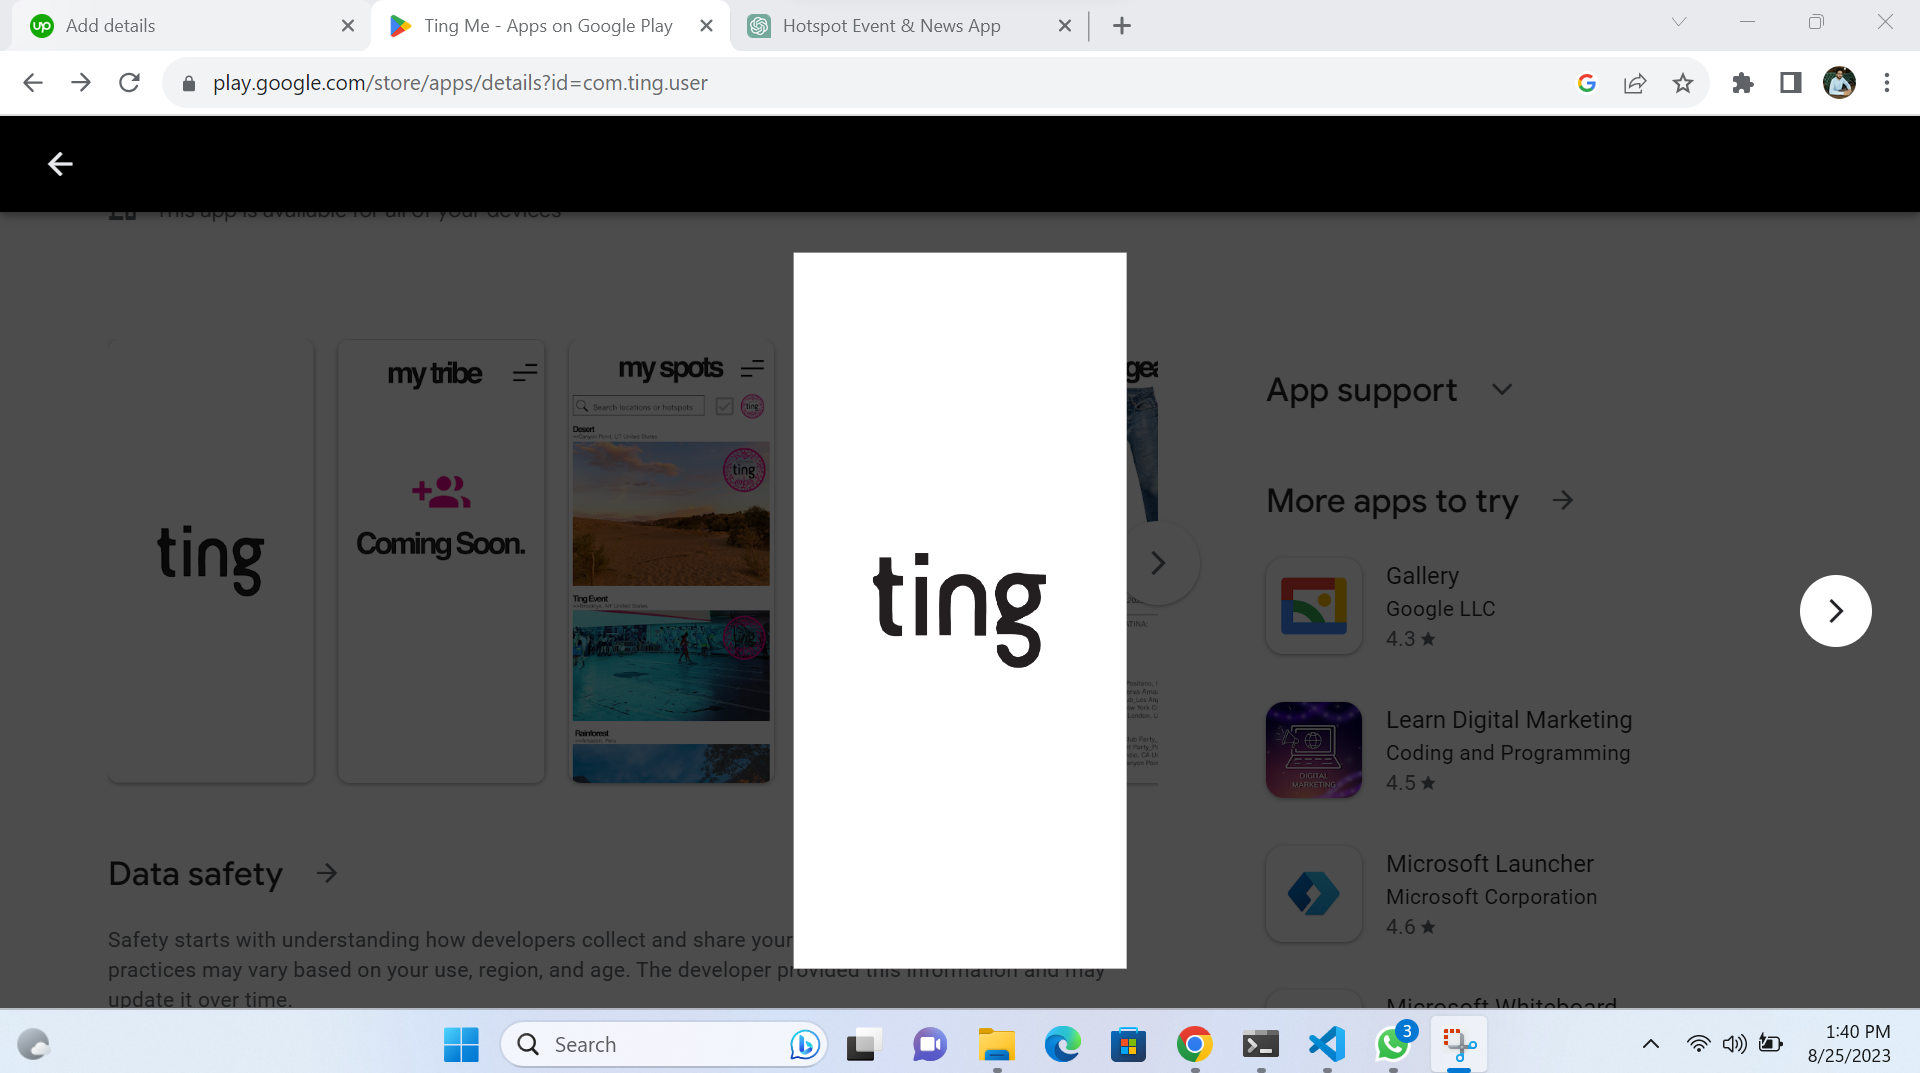 Add details
Ting Me - Apps on Google Play
Hotspot Event & News App
play.google.com/store/apps/details?id=com.ting.user
This app is available for all of your devices
ting
my tribe
Coming Soon.
my spots
Search locations or hotspots
ting
Desert
ting
Ting Event
Rainforest
ting
gea
App support
More apps to try
Gallery
Google LLC
4.3
Learn Digital Marketing
Coding and Programming
4.5
DIGITAL
MARKETING
Microsoft Launcher
Microsoft Corporation
4.6
Microsoft Whiteboard
Data safety
Safety starts with understanding how developers collect and share your
practices may vary based on your use, region, and age. The developer provided this information and may
update it over time.
Search
3
1:40 PM
8/25/2023